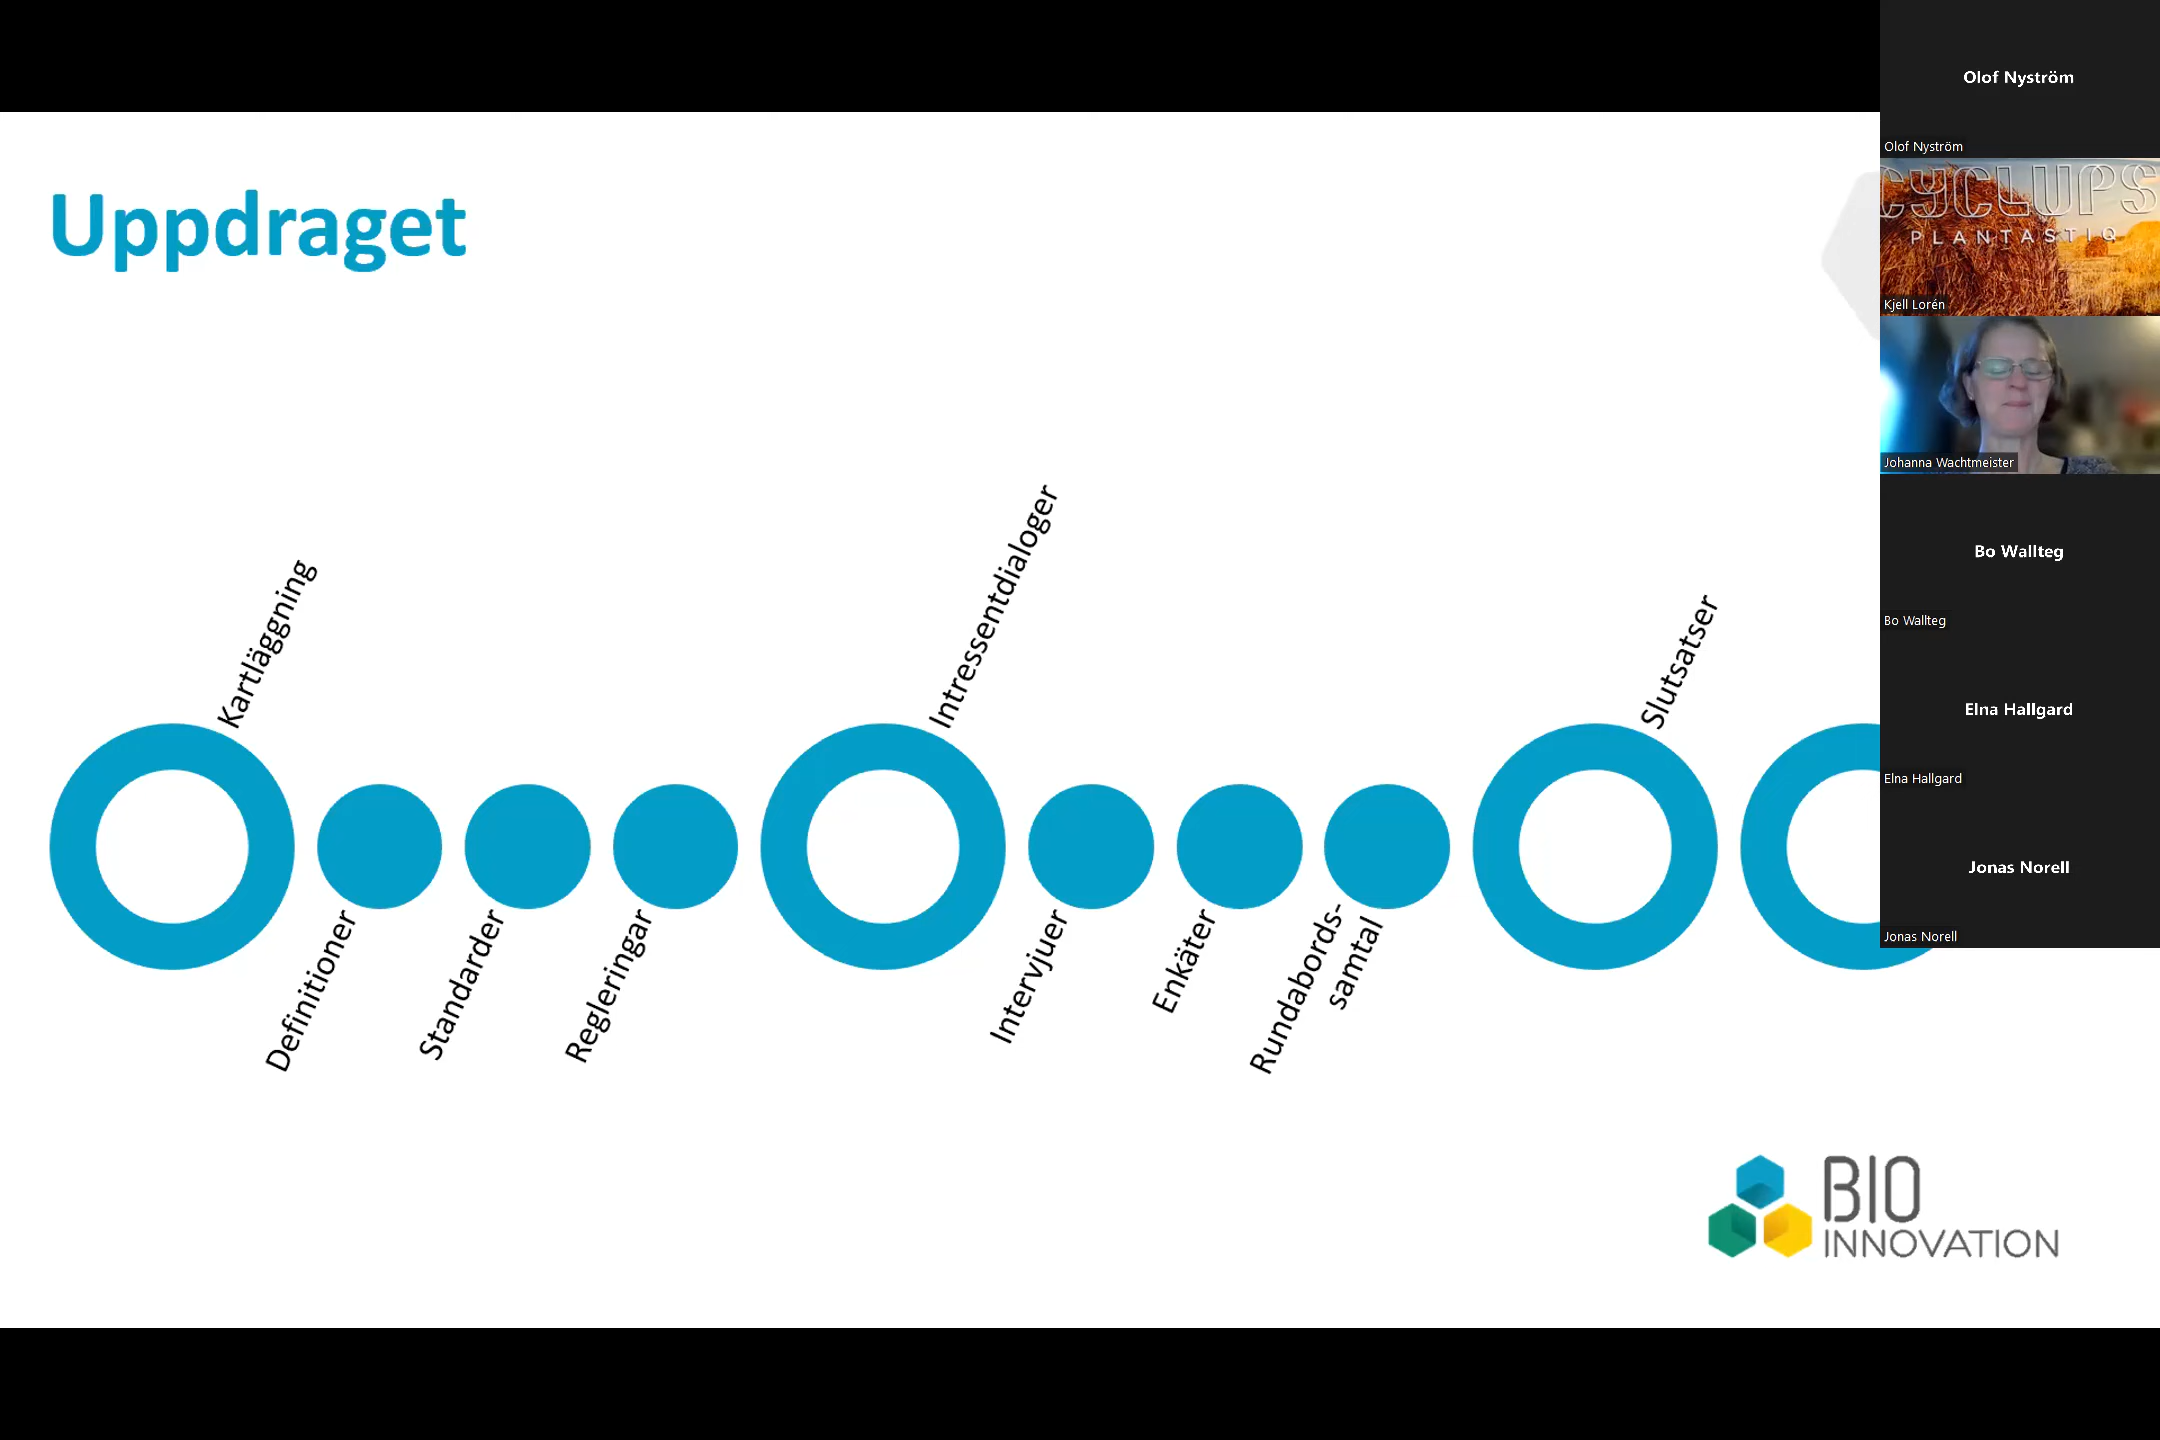 Uppdraget
Kartläggning
Definitioner
Standarder
Regleringar
Intressentdialoger
Intervjuer
Enkäter
Rundabords-
samtal
Slutsatser
BIO
INNOVATION
Olof Nyström
Olof Nyström
CYCLUPS
PLANTASTIQ
Kjell Lorén
Johanna Wachtmeister
Bo Wallteg
Bo Wallteg
Elna Hallgard
Elna Hallgard
Jonas Norell
Jonas Norell